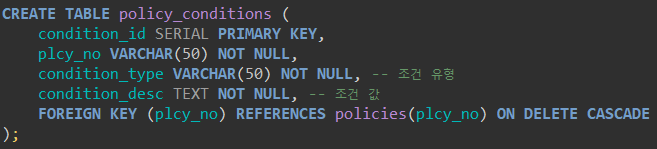 CREATE TABLE policy_conditions (
    condition_id SERIAL PRIMARY KEY,
    plcy_no VARCHAR(50) NOT NULL,
    condition_type VARCHAR(50) NOT NULL, -- 조건 유형
    condition_desc TEXT NOT NULL, -- 조건 값
    FOREIGN KEY (plcy_no) REFERENCES policies(plcy_no) ON DELETE CASCADE
);